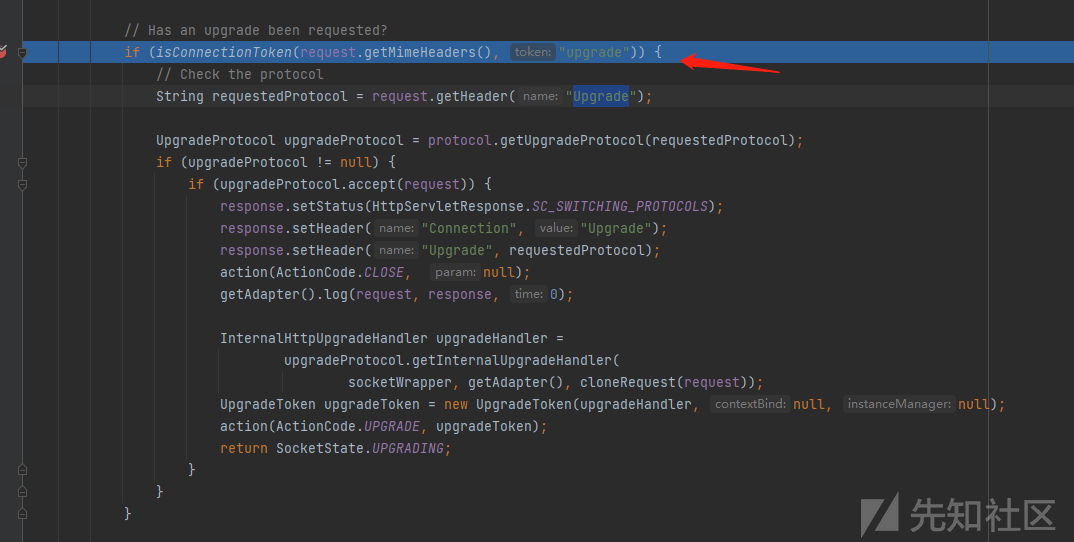 // Has an upgrade been requested?
if (isConnectionToken(request.getMimeHeaders(), token: "upgrade")) {
// Check the protocol
String requestedProtocol = request.getHeader( name: "Upgrade");
UpgradeProtocol upgradeProtocol = protocol.getUpgradeProtocol(requestedProtocol);
if (upgradeProtocol != null) {
if (upgradeProtocol.accept(request)) {
response.setStatus(HttpServletResponse.SC_SWITCHING_PROTOCOLS);
response.setHeader( name: "Connection", value: "Upgrade");
response.setHeader( name: "Upgrade", requestedProtocol);
action(ActionCode.CLOSE, param: null);
getAdapter().log(request, response, time: 0);
InternalHttpUpgradeHandler upgradeHandler =
upgradeProtocol.getInternalUpgradeHandler(
socketWrapper, getAdapter(), cloneRequest(request));
UpgradeToken upgradeToken = new UpgradeToken(upgradeHandler, contextBind: null, instanceManager: null);
action(ActionCode.UPGRADE, upgradeToken);
return SocketState.UPGRADING;
}
}
}
先知社区